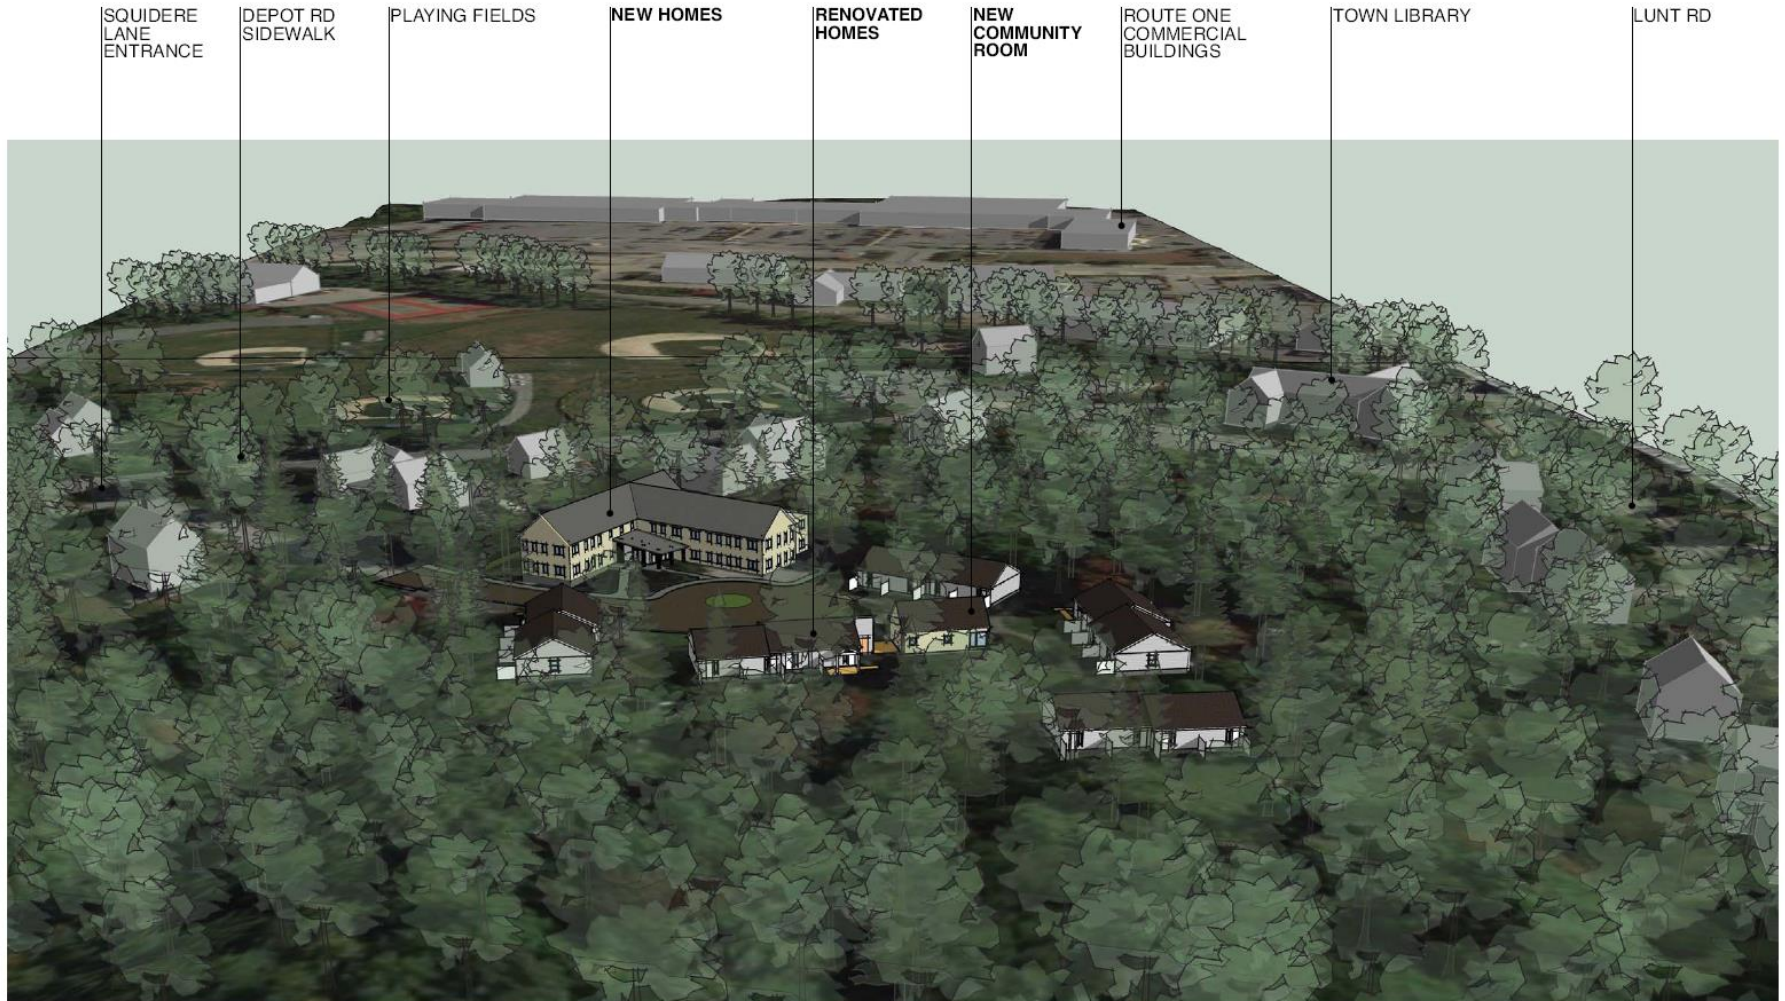 SQUIDERE
LANE
ENTRANCE
DEPOT RD
SIDEWALK
PLAYING FIELDS
NEW HOMES
RENOVATED
HOMES
NEW
COMMUNITY
ROOM
ROUTE ONE
COMMERCIAL
BUILDINGS
TOWN LIBRARY
LUNT RD